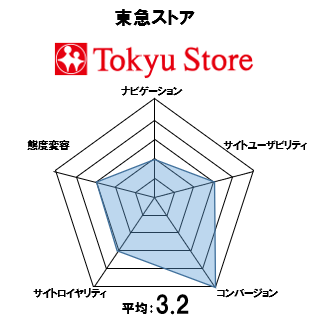 東急ストア
Tokyu Store
ナビゲーション
態度変容
サイトユーザビリティ
サイトロイヤリティ
コンバージョン
平均：3.2